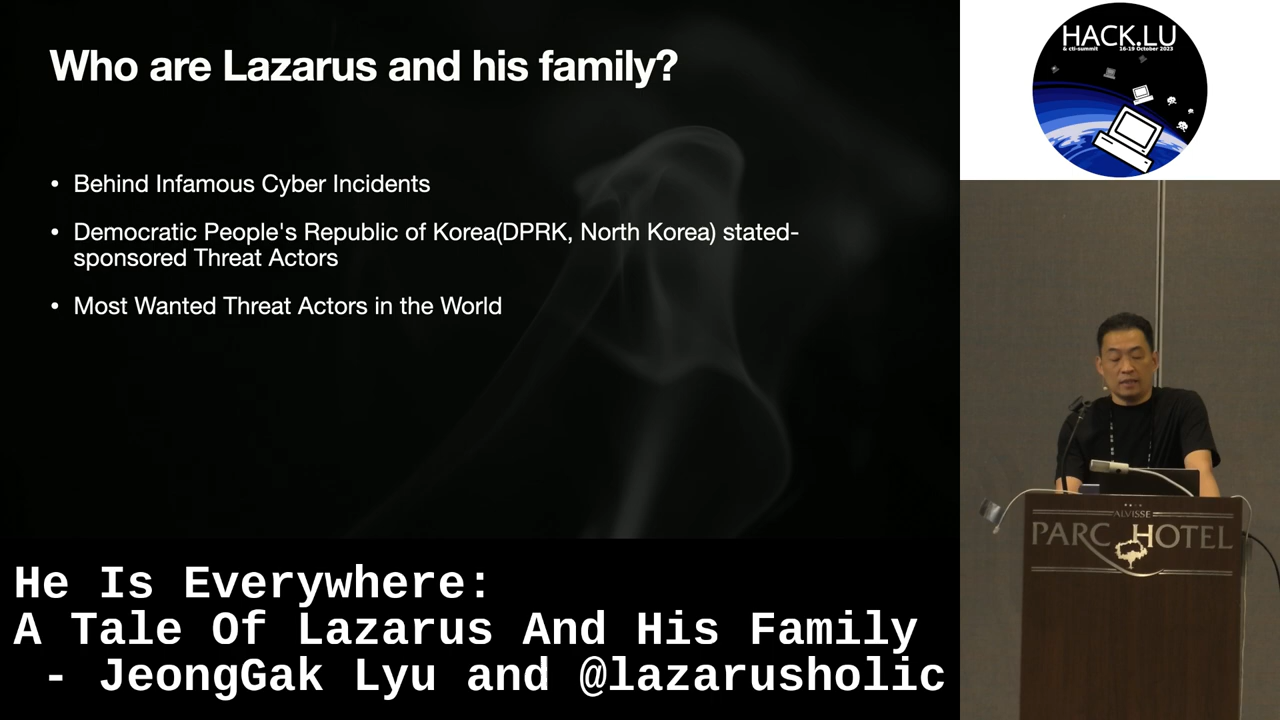 Who are Lazarus and his family?
• Behind Infamous Cyber Incidents
• Democratic People's Republic of Korea(DPRK, North Korea) stated-
sponsored Threat Actors
• Most Wanted Threat Actors in the World
HACK.LU
& cti-summit 16-19 October 2023
ALVISSE
PARC HOTEL
He Is Everywhere:
A Tale Of Lazarus And His Family
- JeongGak Lyu and @lazarusholic